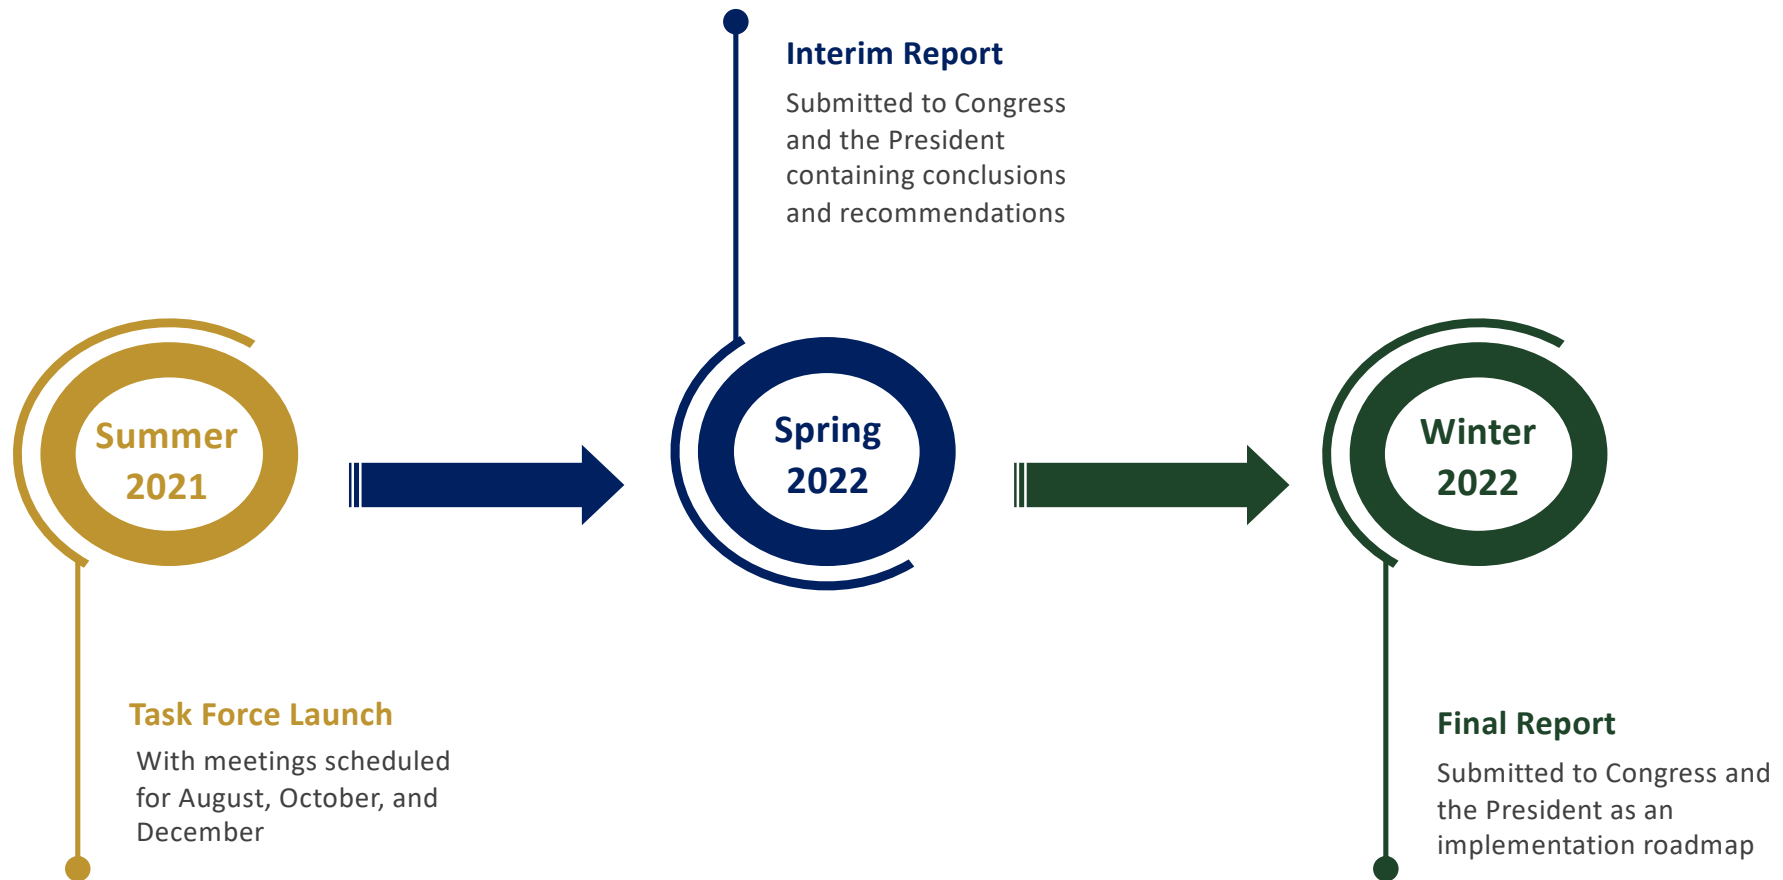 Interim Report
Submitted to Congress
and the President
containing conclusions
and recommendations
Summer
2021
Spring
2022
Winter
2022
Task Force Launch
With meetings scheduled
for August, October, and
December
Final Report
Submitted to Congress and
the President as an
implementation roadmap